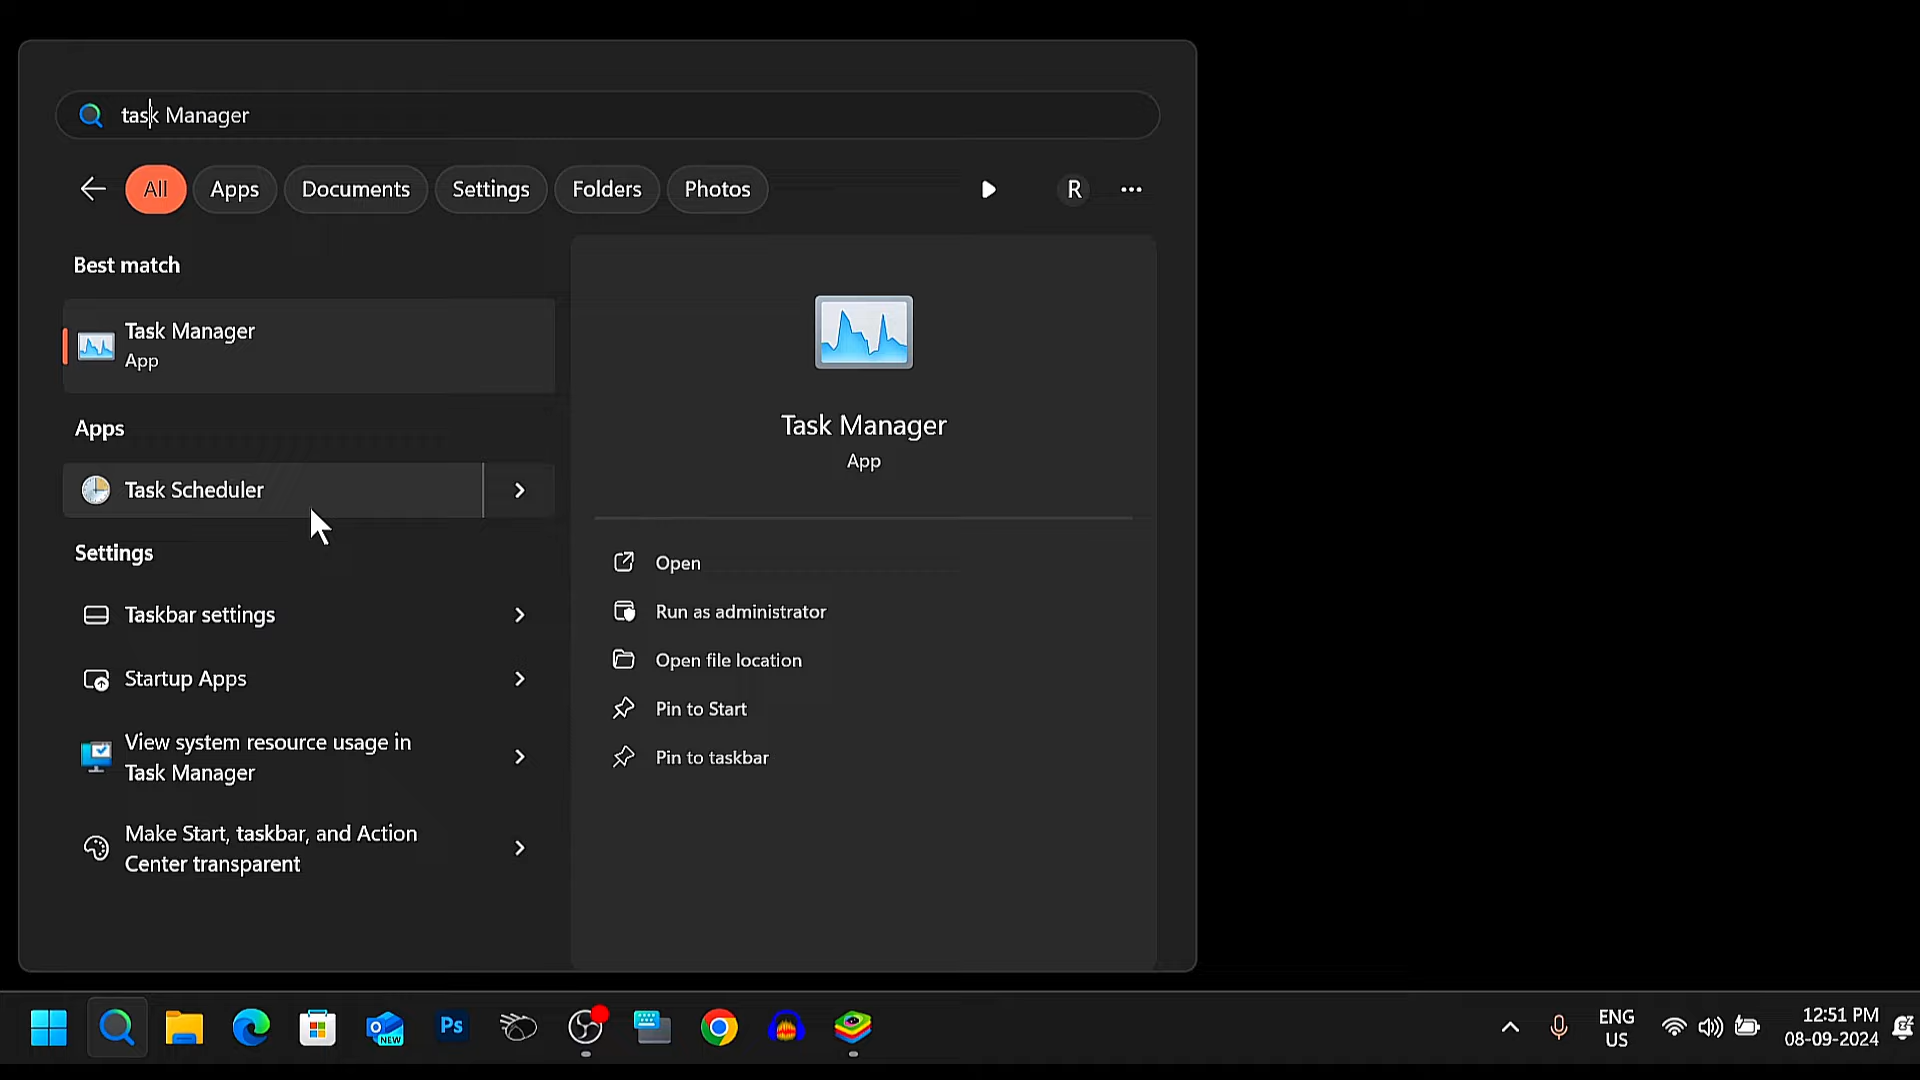 task Manager
All
Apps
Documents
Settings
Folders
Photos
R
Best match
Task Manager
App
Apps
Task Scheduler
Settings
Taskbar settings
Startup Apps
View system resource usage in
Task Manager
Make Start, taskbar, and Action
Center transparent
Task Manager
App
Open
Run as administrator
Open file location
Pin to Start
Pin to taskbar
NEW
Ps
ENG
US
12:51 PM
08-09-2024